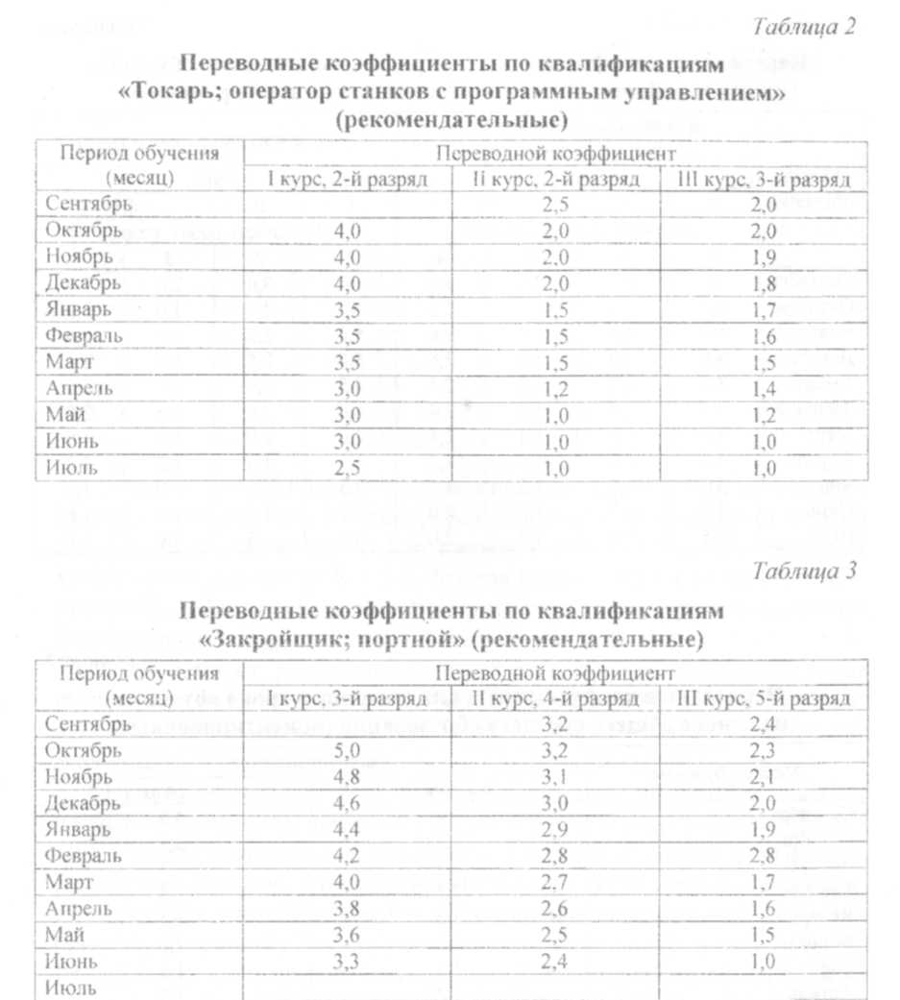 Таблица 2
Переводные коэффициенты по квалификациям
«Токарь; оператор станков с программным управлением»
(рекомендательные)
Период обучения (месяц) Переводной коэффициент
I курс, 2-й разряд II курс, 2-й разряд III курс, 3-й разряд
Сентябрь 2,5 2,0
Октябрь 4,0 2,0 2,0
Ноябрь 4,0 2,0 1,9
Декабрь 4,0 2,0 1,8
Январь 3,5 1,5 1,7
Февраль 3,5 1,5 1,6
Март 3,5 1,5 1,5
Апрель 3,0 1,2 1,4
Май 3,0 1,0 1,2
Июнь 3,0 1,0 1,0
Июль 2,5 1,0 1,0
Таблица 3
Переводные коэффициенты по квалификациям
«Закройщик; портной» (рекомендательные)
Период обучения (месяц) Переводной коэффициент
I курс, 3-й разряд II курс, 4-й разряд III курс, 5-й разряд
Сентябрь 3,2 2,4
Октябрь 5,0 3,2 2,3
Ноябрь 4,8 3,1 2,1
Декабрь 4,6 3,0 2,0
Январь 4,4 2,9 1,9
Февраль 4,2 2,8 2,8
Март 4,0 2,7 1,7
Апрель 3,8 2,6 1,6
Май 3,6 2,5 1,5
Июнь 3,3 2,4 1,0
Июль